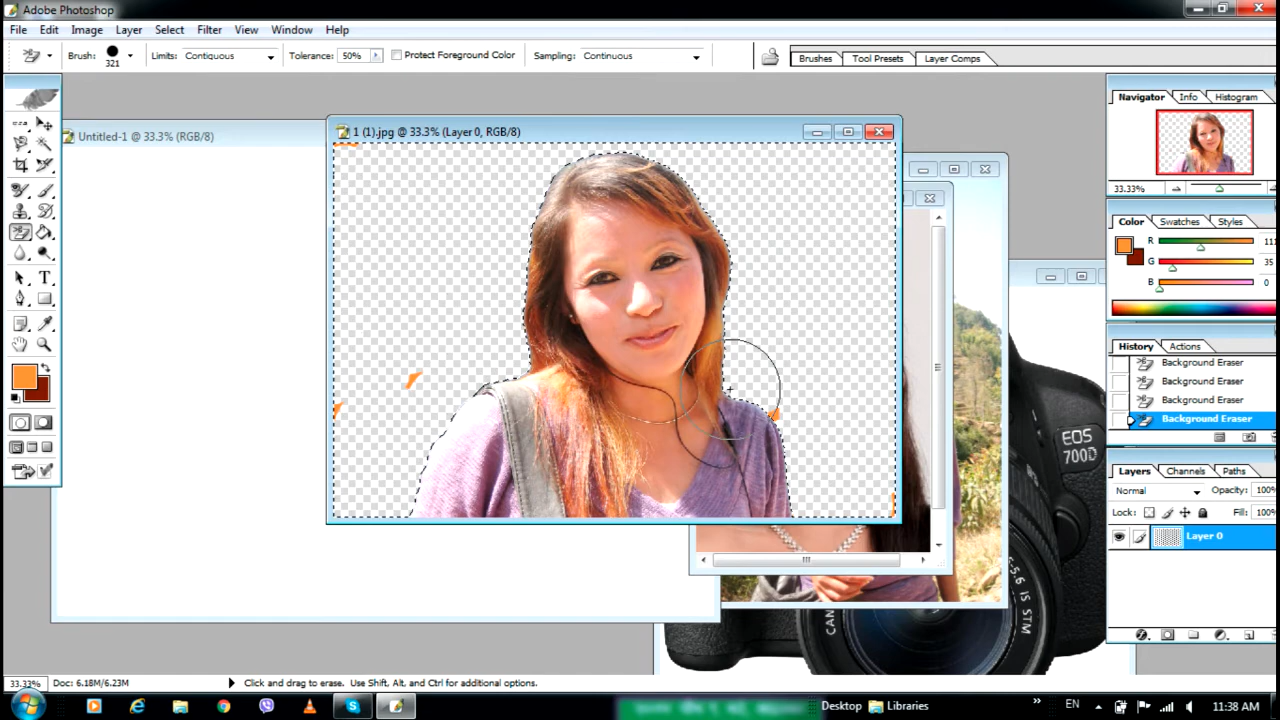 Adobe Photoshop
File Edit Image Layer Select Filter View Window Help
Brush: 321 Limits: Contiguous Tolerance: 50% Protect Foreground Color Sampling: Continuous Brushes Tool Presets Layer Comps
Navigator Info Histogram
Untitled-1 @ 33.3% (RGB/8)
1 (1).jpg @ 33.3% (Layer 0, RGB/8)
33.33%
Color Swatches Styles
R 11
G 35
B 0
History Actions
Background Eraser
Background Eraser
Background Eraser
Background Eraser
EOS
700D
Layers Channels Paths
Normal Opacity: 100%
Lock: Fill: 100%
Layer 0
IS STM
CAN
33.33% Doc: 6.18M/6.23M Click and drag to erase. Use Shift, Alt, and Ctrl for additional options.
Desktop Libraries EN 11:38 AM